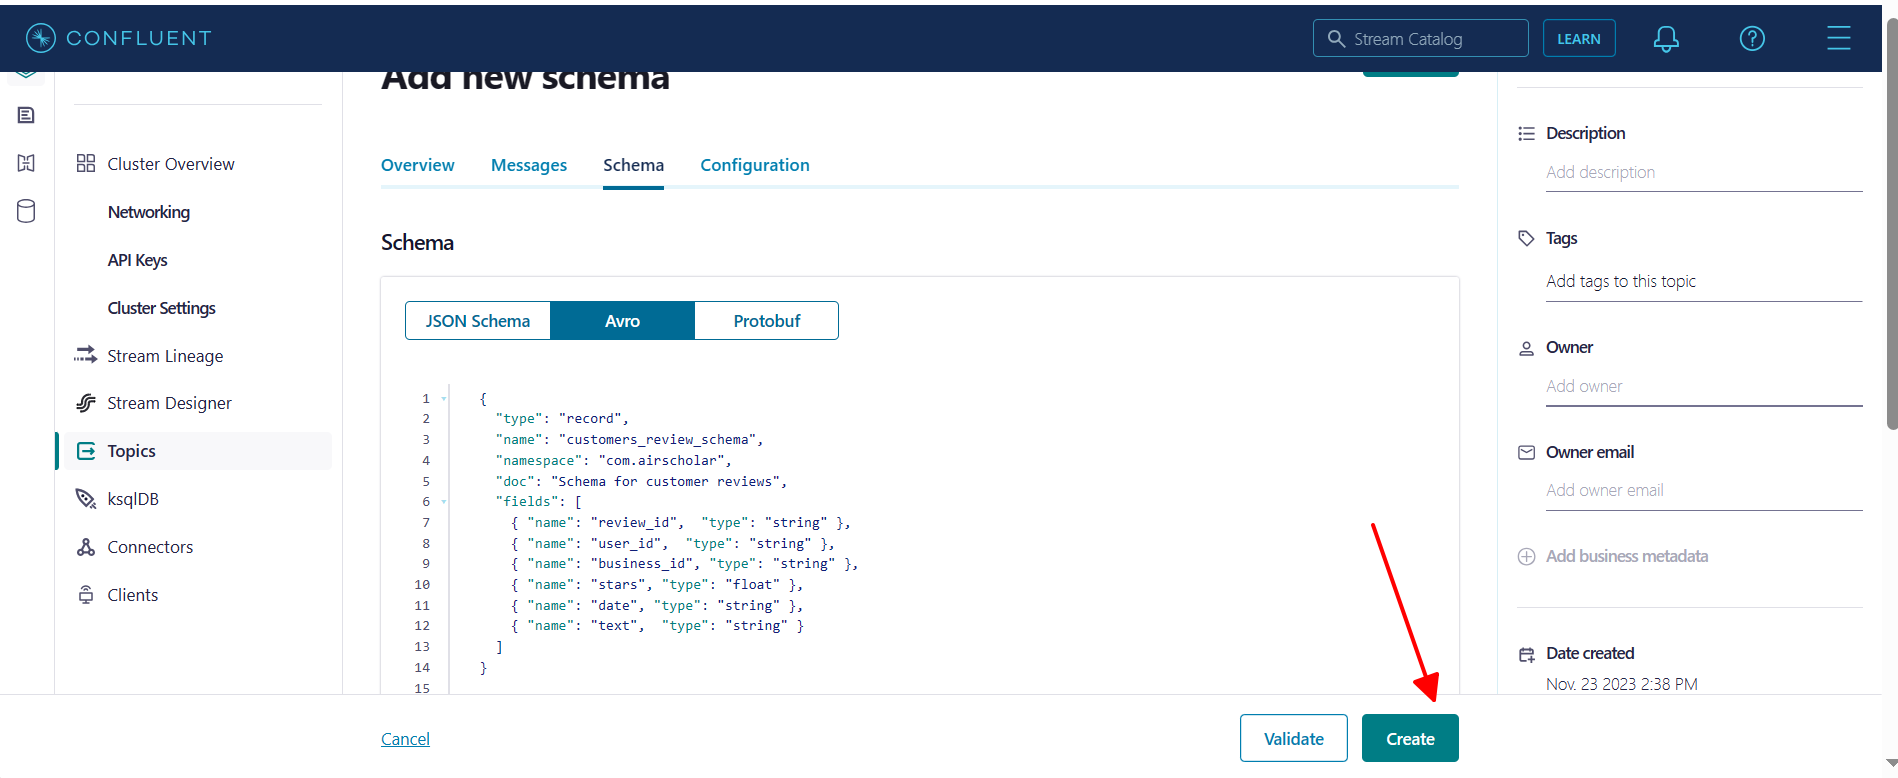 CONFLUENT
Stream Catalog
LEARN
Add new schema
Cluster Overview
Networking
API Keys
Cluster Settings
Stream Lineage
Stream Designer
Topics
ksqlDB
Connectors
Clients
Overview
Messages
Schema
Configuration
Schema
JSON Schema
Avro
Protobuf
1 {
2 "type": "record",
3 "name": "customers_review_schema",
4 "namespace": "com.airscholar",
5 "doc": "Schema for customer reviews",
6 "fields": [
7 { "name": "review_id",  "type": "string" },
8 { "name": "user_id",  "type": "string" },
9 { "name": "business_id", "type": "string" },
10 { "name": "stars", "type": "float" },
11 { "name": "date", "type": "string" },
12 { "name": "text",  "type": "string" }
13 ]
14 }
15
Cancel
Validate
Create
Description
Add description
Tags
Add tags to this topic
Owner
Add owner
Owner email
Add owner email
Add business metadata
Date created
Nov. 23 2023 2:38 PM